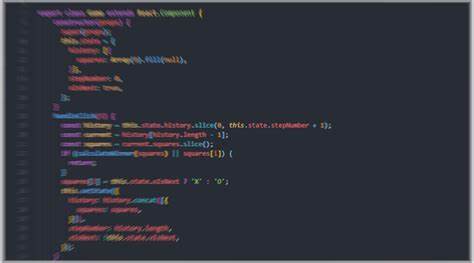 export class Game extends React.Component {
constructor(props) {
super(props);
this.state = {
history: [{
squares: Array(9).fill(null),
}],
stepNumber: 0,
xIsNext: true,
};
}
handleClick(i) {
const history = this.state.history.slice(0, this.state.stepNumber + 1);
const current = history[history.length - 1];
const squares = current.squares.slice();
if (calculateWinner(squares) || squares[i]) {
return;
}
squares[i] = this.state.xIsNext ? 'X' : 'O';
this.setState({
history: history.concat([{
squares: squares,
}]),
stepNumber: history.length,
xIsNext: !this.state.xIsNext,
});
}